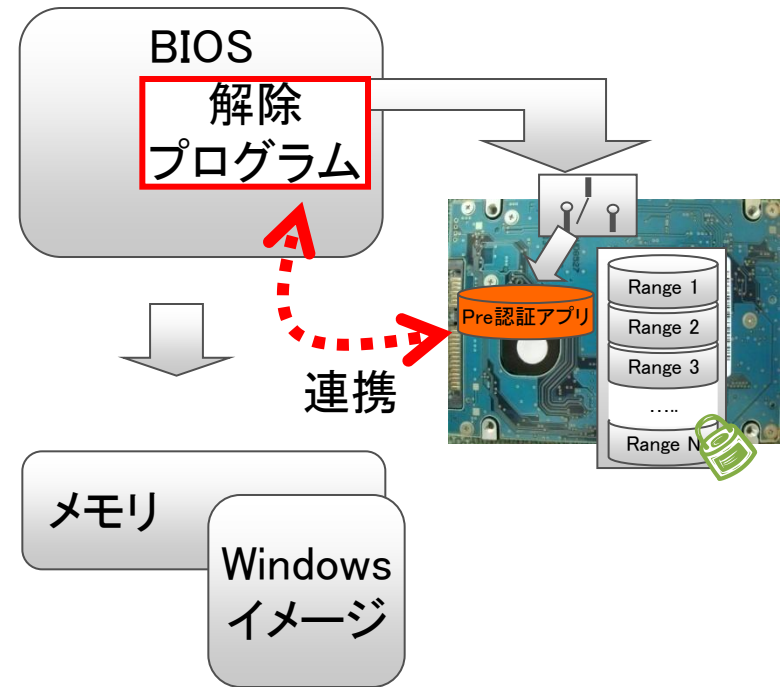 BIOS
解除
プログラム
Pre認証アプリ
Range 1
Range 2
Range 3
.....
Range N
連携
メモリ
Windows
イメージ